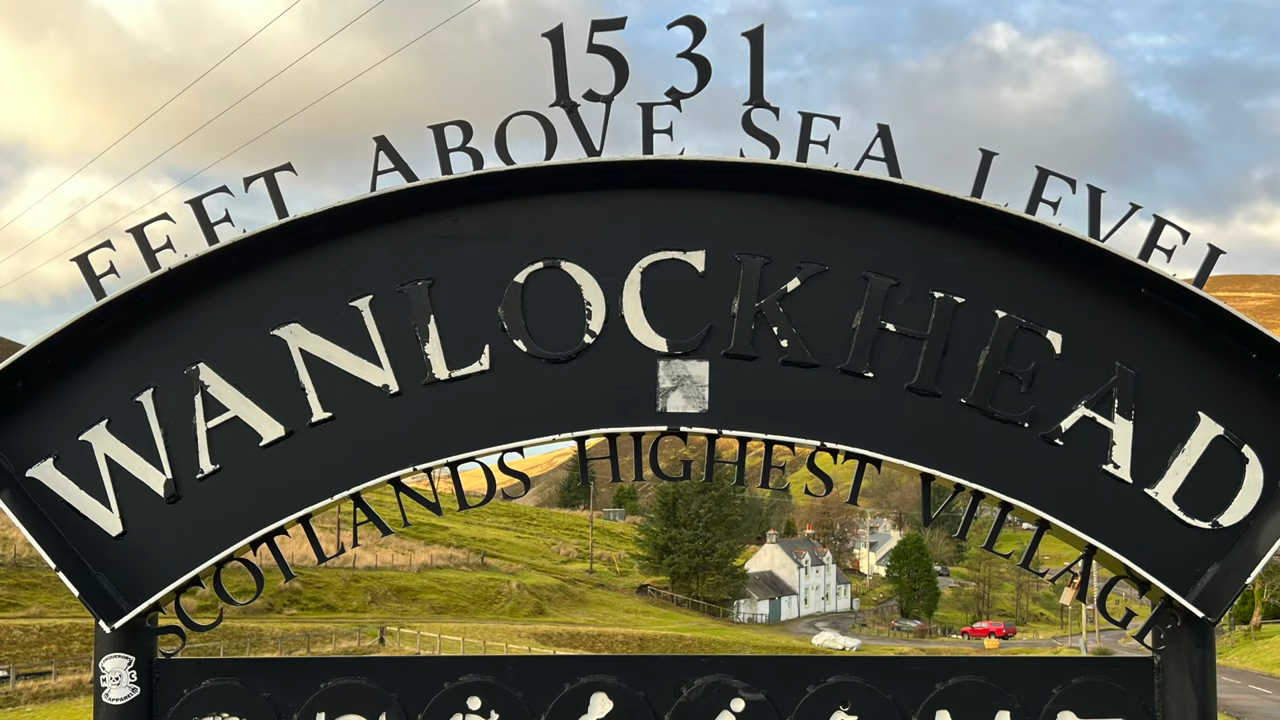 1531
FEET ABOVE SEA LEVEL
WANLOCKHEAD
SCOTLANDS HIGHEST VILLAGE